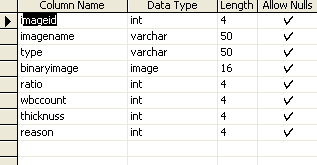 Column Name Data Type Length Allow Nulls
imageid int 4
imagename varchar 50
type varchar 50
binaryimage image 16
ratio int 4
wbccount int 4
thicknuss int 4
reason int 4